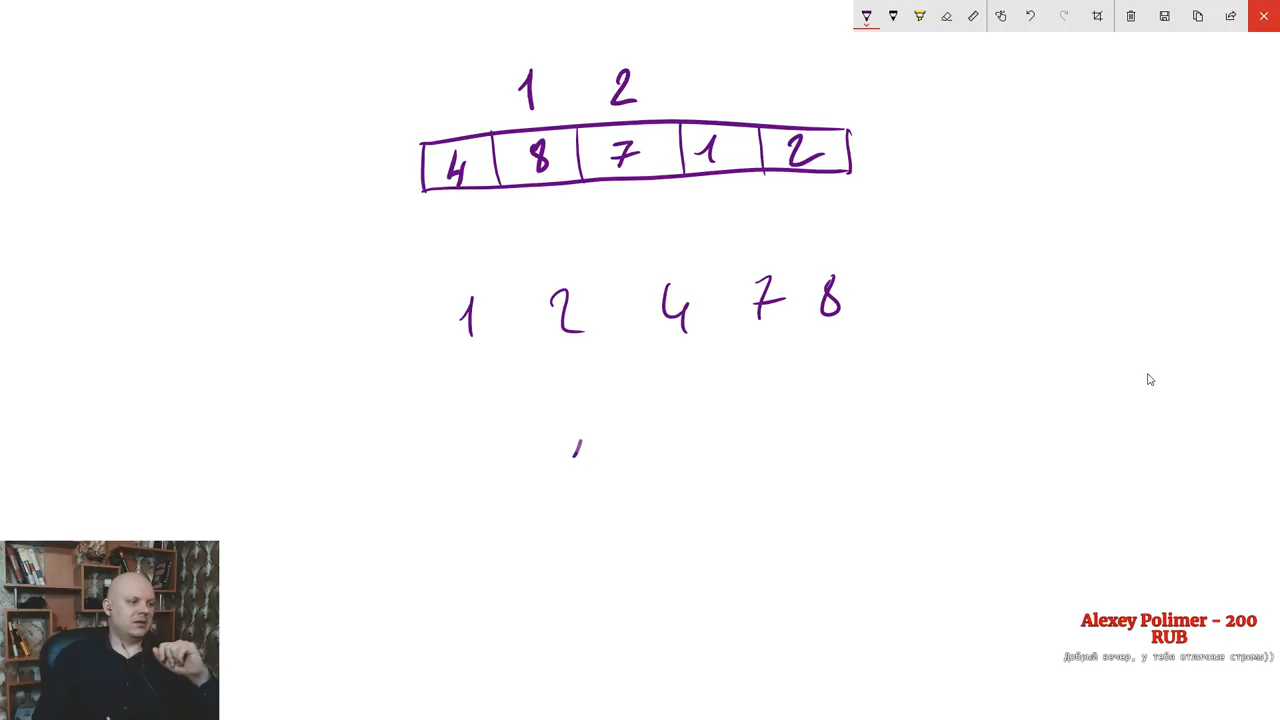 1 2
4 8 7 1 2
1 2 4 7 8
Alexey Polimer - 200
RUB
Добрый вечер, у тебя отличные стримы))